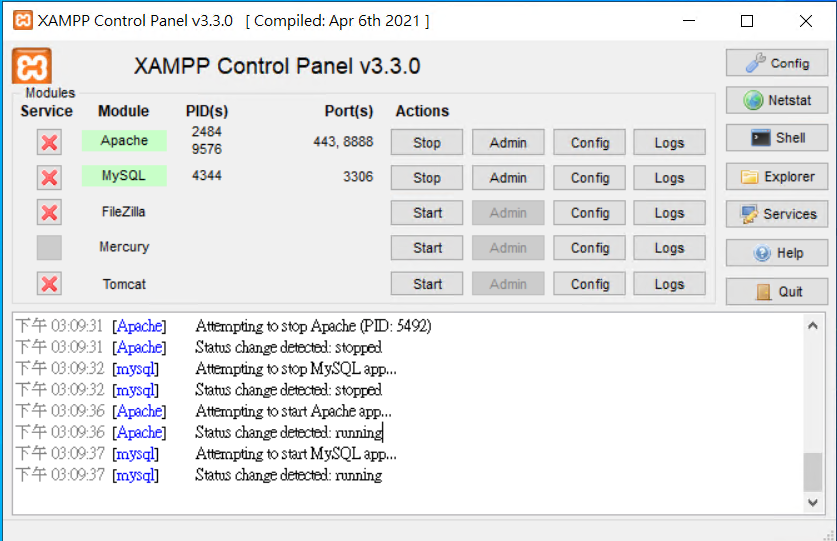 XAMPP Control Panel v3.3.0 [ Compiled: Apr 6th 2021 ]
XAMPP Control Panel v3.3.0
Config
Modules
Service Module PID(s) Port(s) Actions
Netstat
Apache 2484 9576 443, 8888 Stop Admin Config Logs
Shell
MySQL 4344 3306 Stop Admin Config Logs
Explorer
FileZilla Start Admin Config Logs
Services
Mercury Start Admin Config Logs
Help
Tomcat Start Admin Config Logs
Quit
下午 03:09:31 [Apache] Attempting to stop Apache (PID: 5492)
下午 03:09:31 [Apache] Status change detected: stopped
下午 03:09:32 [mysql] Attempting to stop MySQL app...
下午 03:09:32 [mysql] Status change detected: stopped
下午 03:09:36 [Apache] Attempting to start Apache app...
下午 03:09:36 [Apache] Status change detected: running
下午 03:09:37 [mysql] Attempting to start MySQL app...
下午 03:09:37 [mysql] Status change detected: running